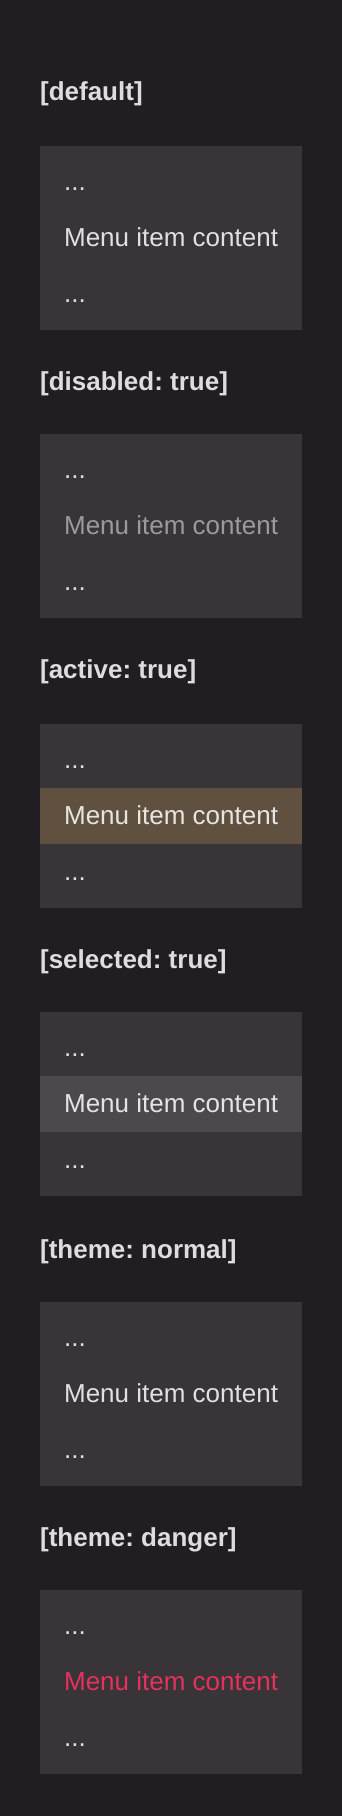 [default]
...
Menu item content
...
[disabled: true]
...
Menu item content
...
[active: true]
...
Menu item content
...
[selected: true]
...
Menu item content
...
[theme: normal]
...
Menu item content
...
[theme: danger]
...
Menu item content
...